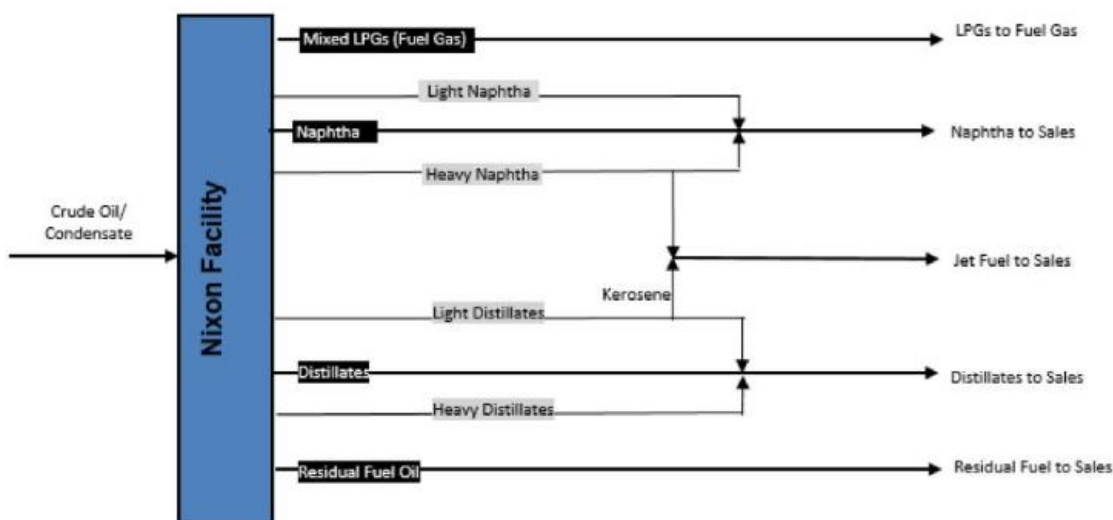 Mixed LPGs (Fuel Gas)
LPGs to Fuel Gas
Light Naphtha
Naphtha
Naphtha to Sales
Heavy Naphtha
Crude Oil/
Condensate
Nixon Facility
Jet Fuel to Sales
Kerosene
Light Distillates
Distillates
Distillates to Sales
Heavy Distillates
Residual Fuel Oil
Residual Fuel to Sales